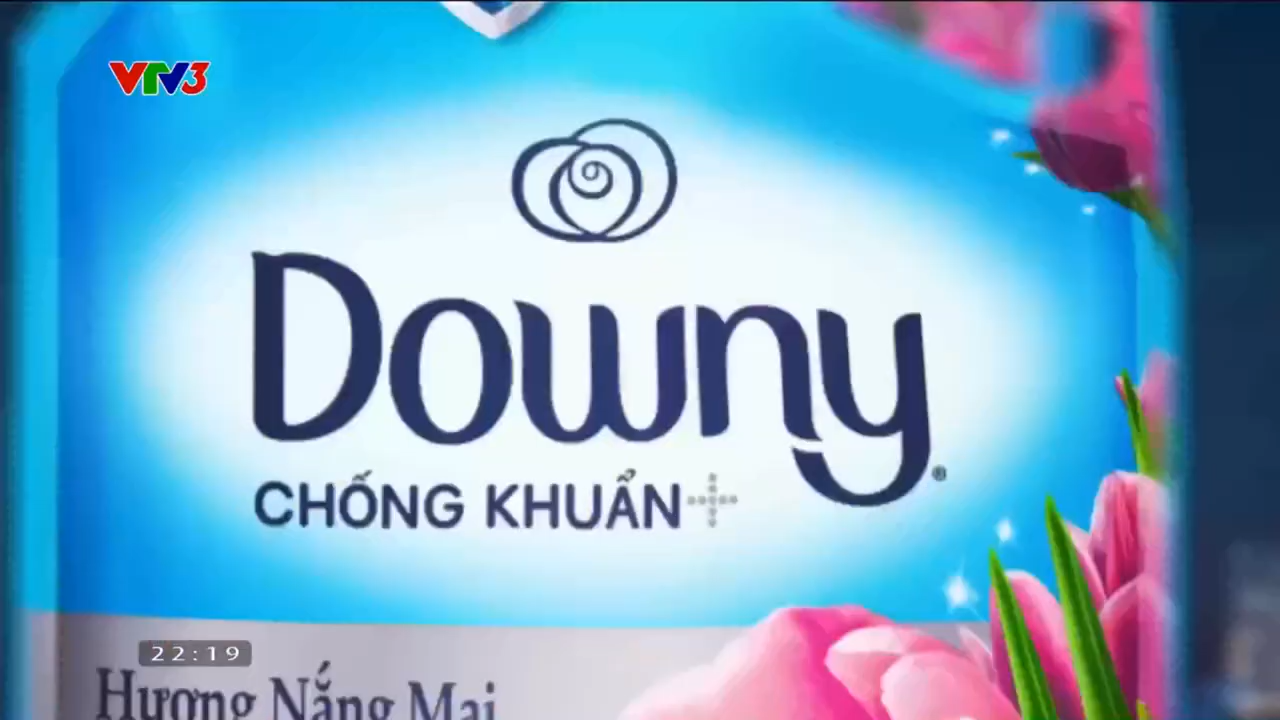 VTV3
Downy®
CHỐNG KHUẨN+
22:19
Hương Nắng Mai